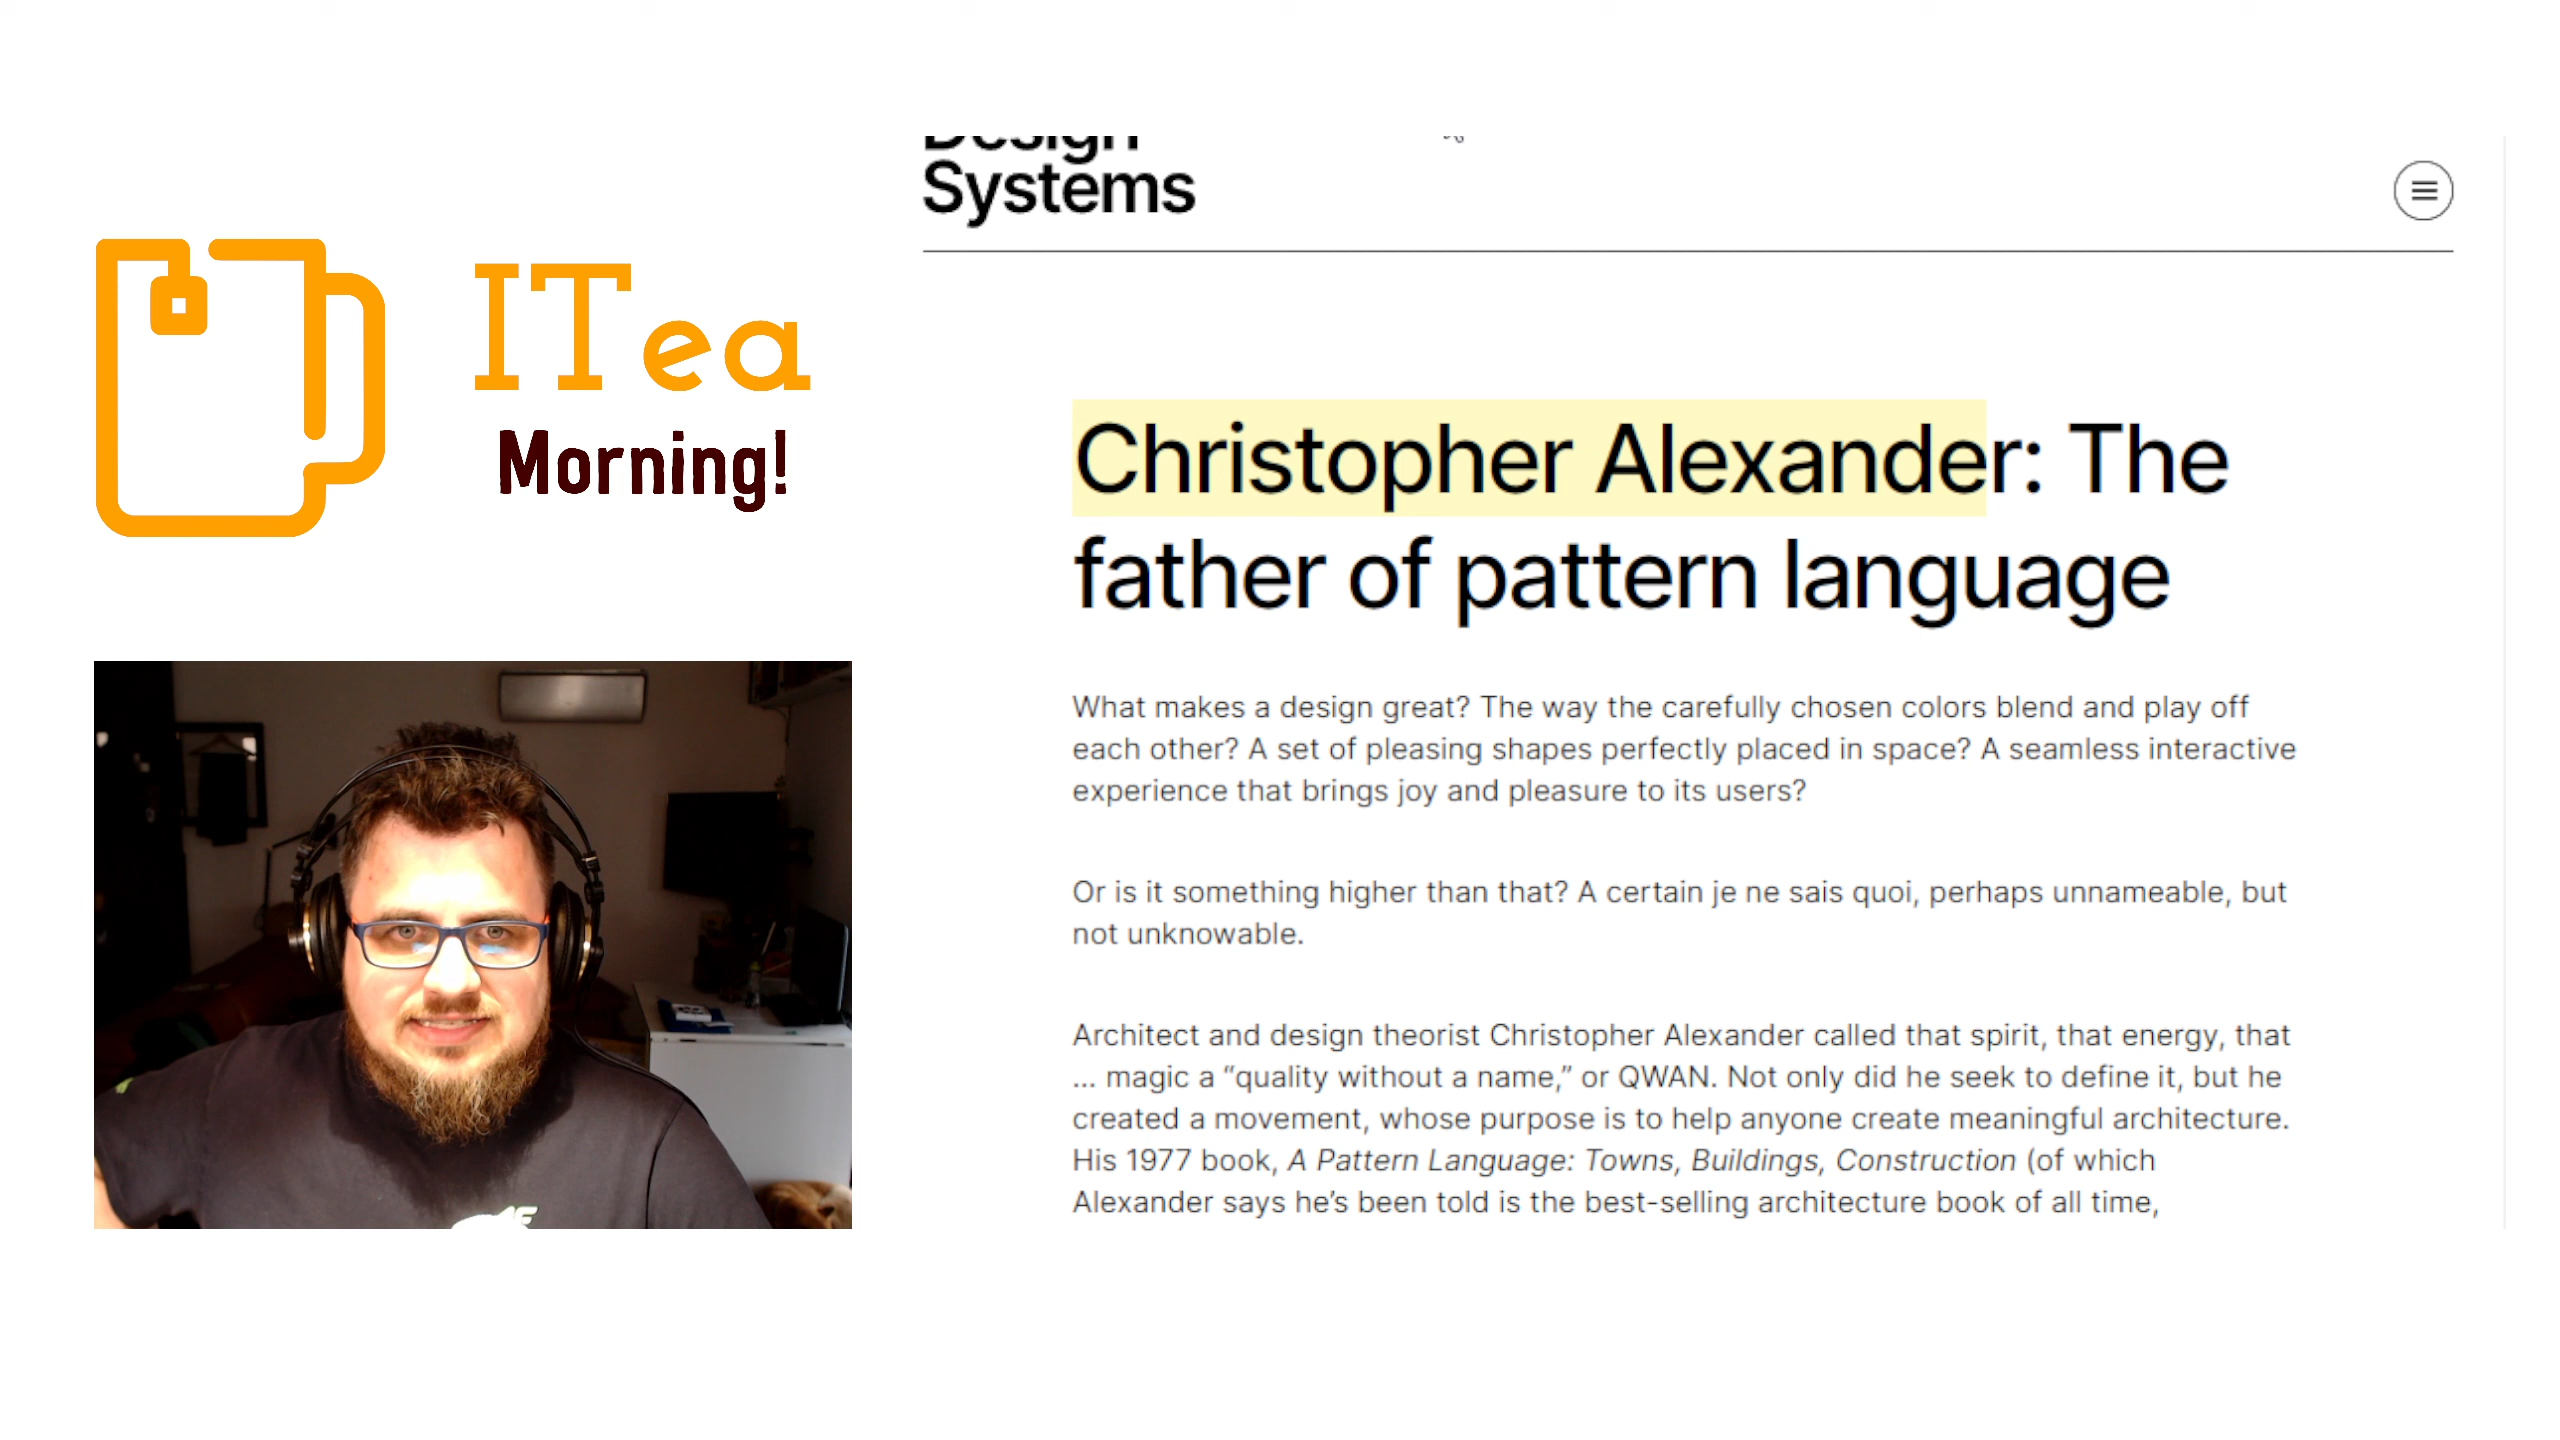 ITea
Morning!
Design
Systems
Christopher Alexander: The
father of pattern language
What makes a design great? The way the carefully chosen colors blend and play off
each other? A set of pleasing shapes perfectly placed in space? A seamless interactive
experience that brings joy and pleasure to its users?
Or is it something higher than that? A certain je ne sais quoi, perhaps unnameable, but
not unknowable.
Architect and design theorist Christopher Alexander called that spirit, that energy, that
... magic a “quality without a name,” or QWAN. Not only did he seek to define it, but he
created a movement, whose purpose is to help anyone create meaningful architecture.
His 1977 book, A Pattern Language: Towns, Buildings, Construction (of which
Alexander says he’s been told is the best-selling architecture book of all time,